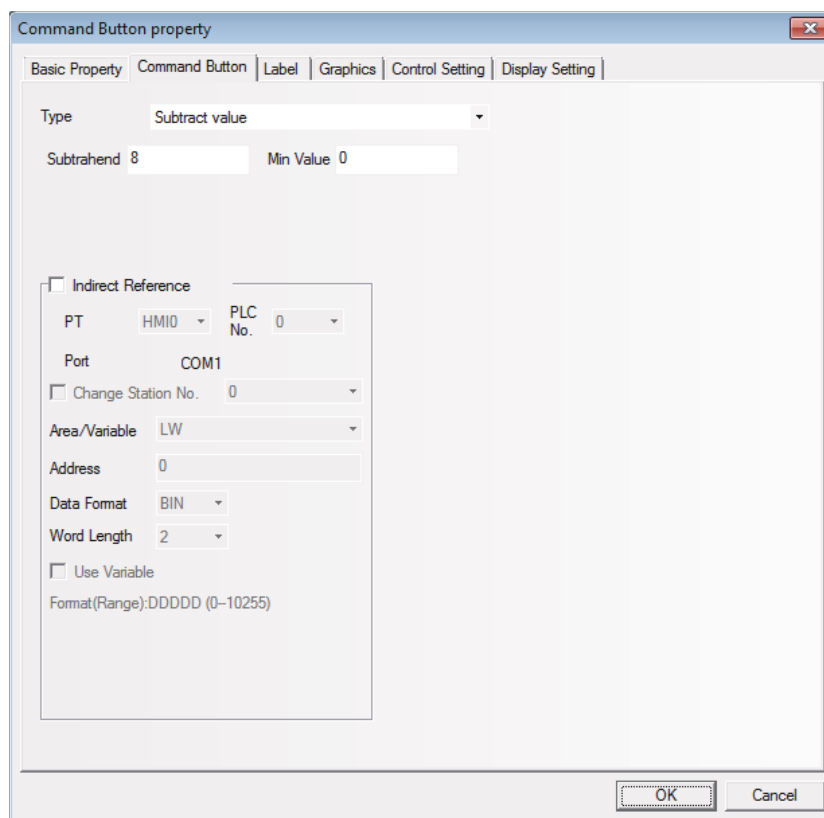 Command Button property
Basic Property Command Button Label Graphics Control Setting Display Setting
Type Subtract value
Subtrahend 8 Min Value 0
Indirect Reference
PT HMI0 PLC No. 0
Port COM1
Change Station No. 0
Area/Variable LW
Address 0
Data Format BIN
Word Length 2
Use Variable
Format(Range):DDDDD (0--10255)
OK Cancel